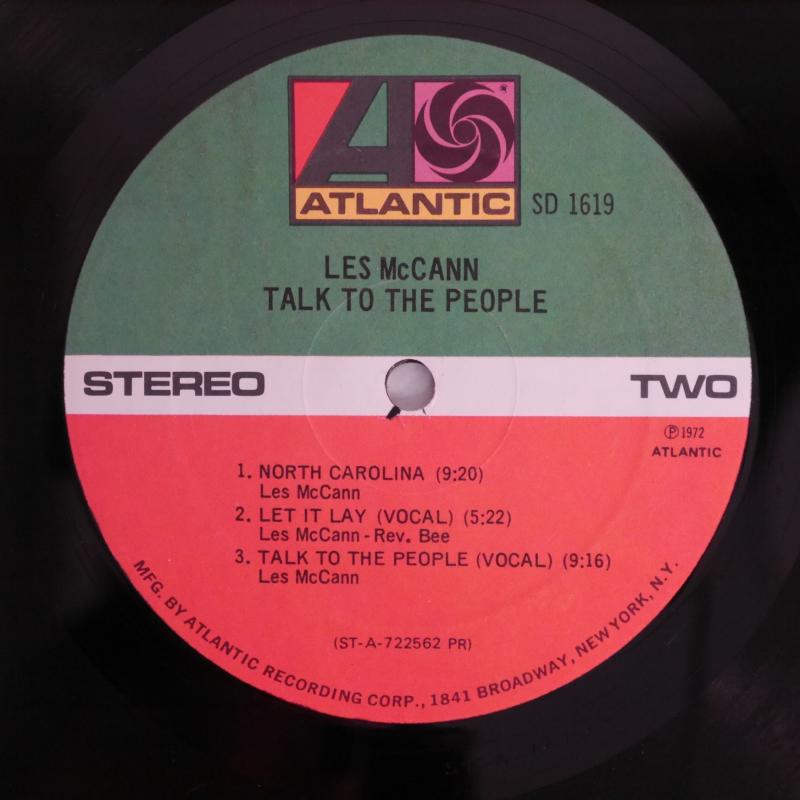 ATLANTIC
SD 1619
LES McCANN
TALK TO THE PEOPLE
STEREO
TWO
Ⓟ 1972
ATLANTIC
1. NORTH CAROLINA (9:20)
Les McCann
2. LET IT LAY (VOCAL) (5:22)
Les McCann - Rev. Bee
3. TALK TO THE PEOPLE (VOCAL) (9:16)
Les McCann
(ST-A-722562 PR)
MFG. BY ATLANTIC RECORDING CORP., 1841 BROADWAY, NEW YORK, N.Y.